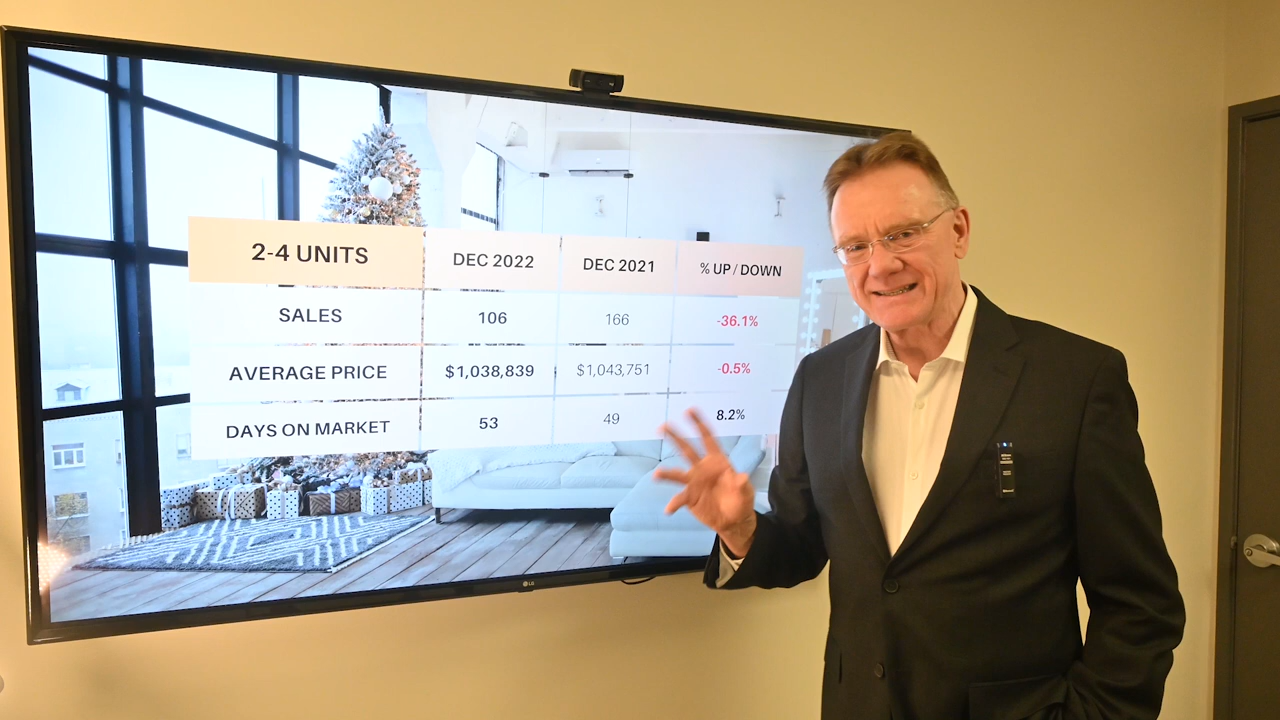 2-4 UNITS DEC 2022 DEC 2021 % UP / DOWN
SALES 106 166 -36.1%
AVERAGE PRICE $1,038,839 $1,043,751 -0.5%
DAYS ON MARKET 53 49 8.2%
LG